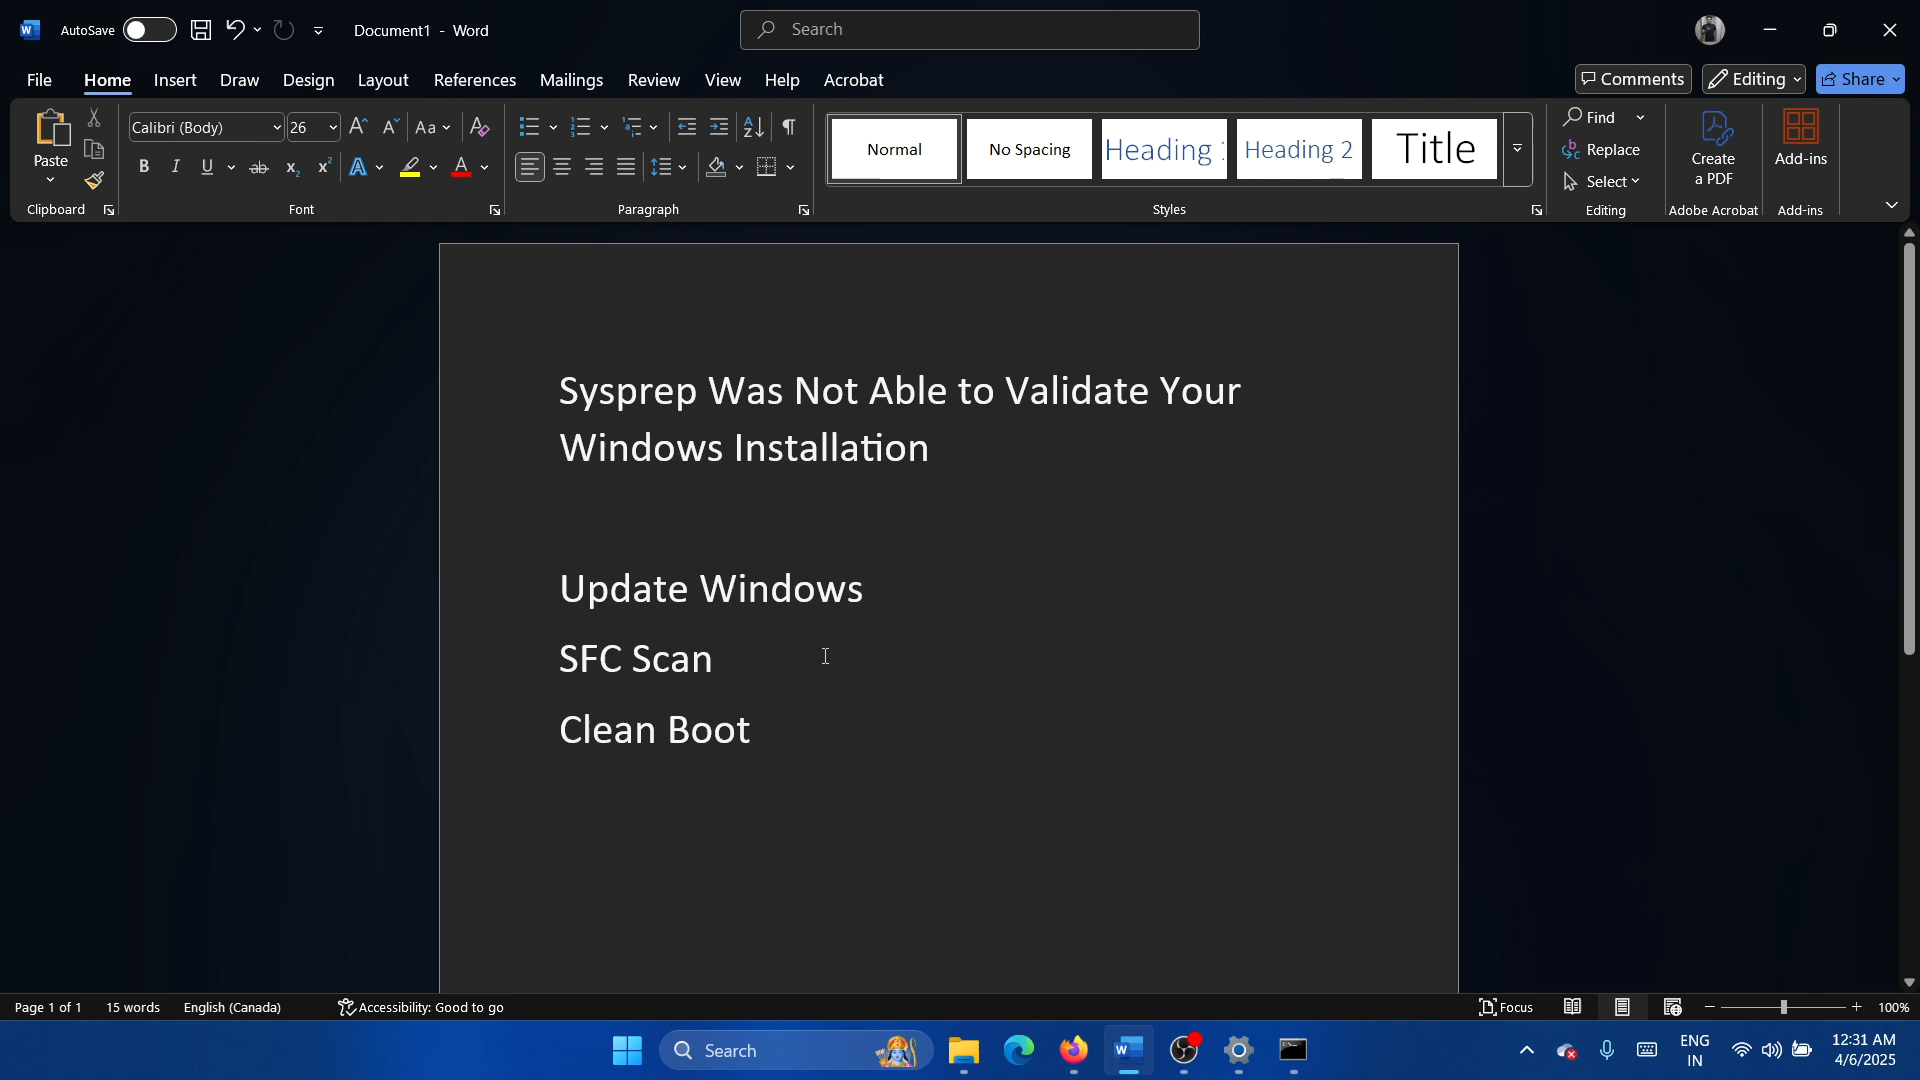 AutoSave
Document1 - Word
Search
File Home Insert Draw Design Layout References Mailings Review View Help Acrobat
Comments Editing Share
Paste
Clipboard
Calibri (Body) 26
Font
Paragraph
Normal No Spacing Heading Heading 2 Title
Styles
Find
Replace
Select
Editing
Create
a PDF
Adobe Acrobat
Add-ins
Add-ins
Sysprep Was Not Able to Validate Your
Windows Installation
Update Windows
SFC Scan
Clean Boot
Page 1 of 1 15 words English (Canada) Accessibility: Good to go
Focus 100%
Search
ENG
IN
12:31 AM
4/6/2025